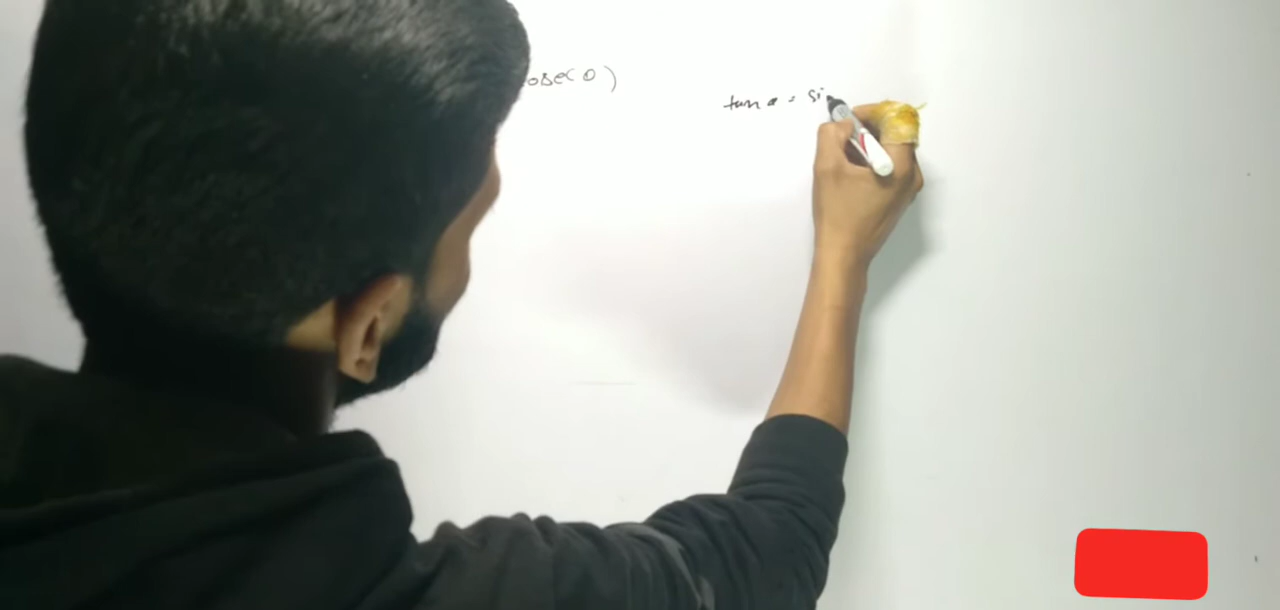 osec θ)
tan θ = si